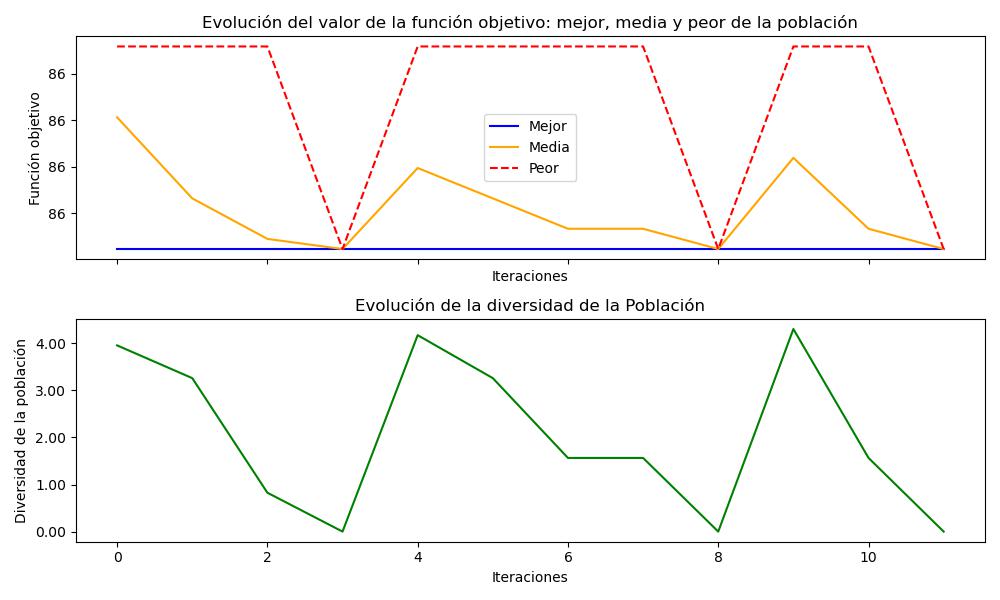 Evolución del valor de la función objetivo: mejor, media y peor de la población
Función objetivo
86
86
86
86
Mejor
Media
Peor
Iteraciones
Evolución de la diversidad de la Población
Diversidad de la población
4.00
3.00
2.00
1.00
0.00
0 2 4 6 8 10
Iteraciones